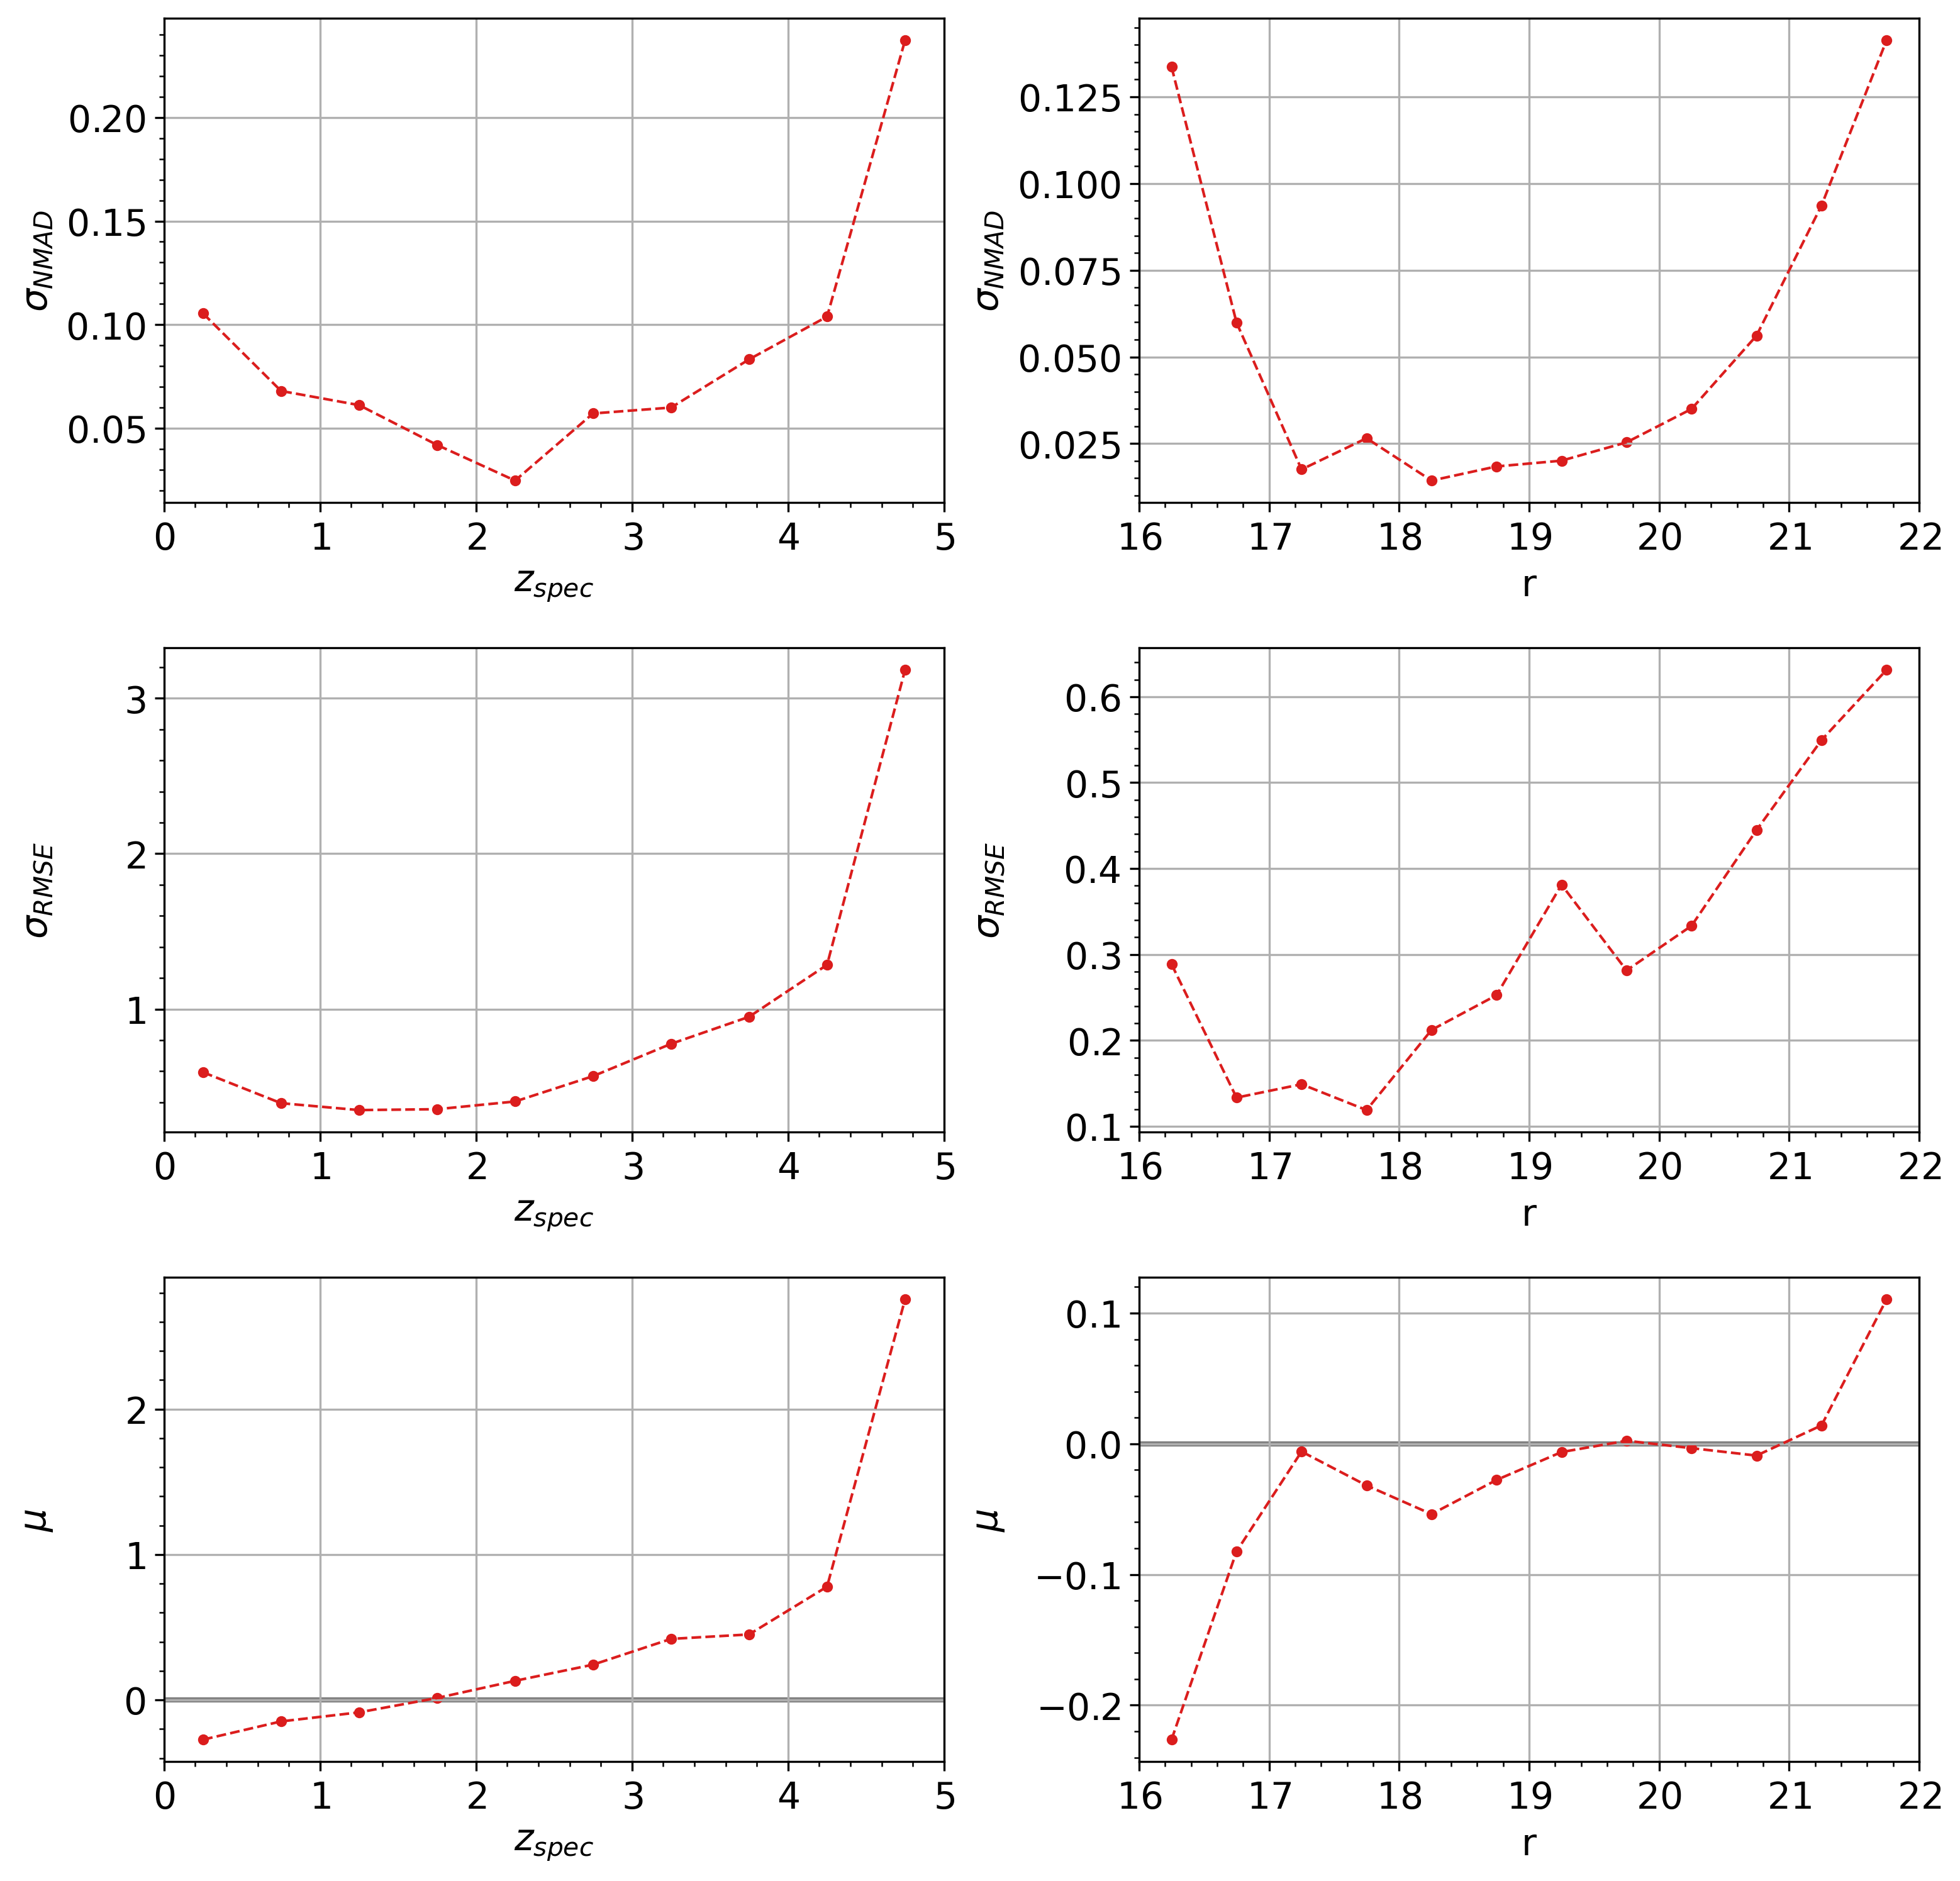 σNMAD
0.20
0.15
0.10
0.05
0 1 2 3 4 5
zspec
σNMAD
0.125
0.100
0.075
0.050
0.025
16 17 18 19 20 21 22
r
σRMSE
3
2
1
0 1 2 3 4 5
zspec
σRMSE
0.6
0.5
0.4
0.3
0.2
0.1
16 17 18 19 20 21 22
r
μ
2
1
0
0 1 2 3 4 5
zspec
μ
0.1
0.0
−0.1
−0.2
16 17 18 19 20 21 22
r